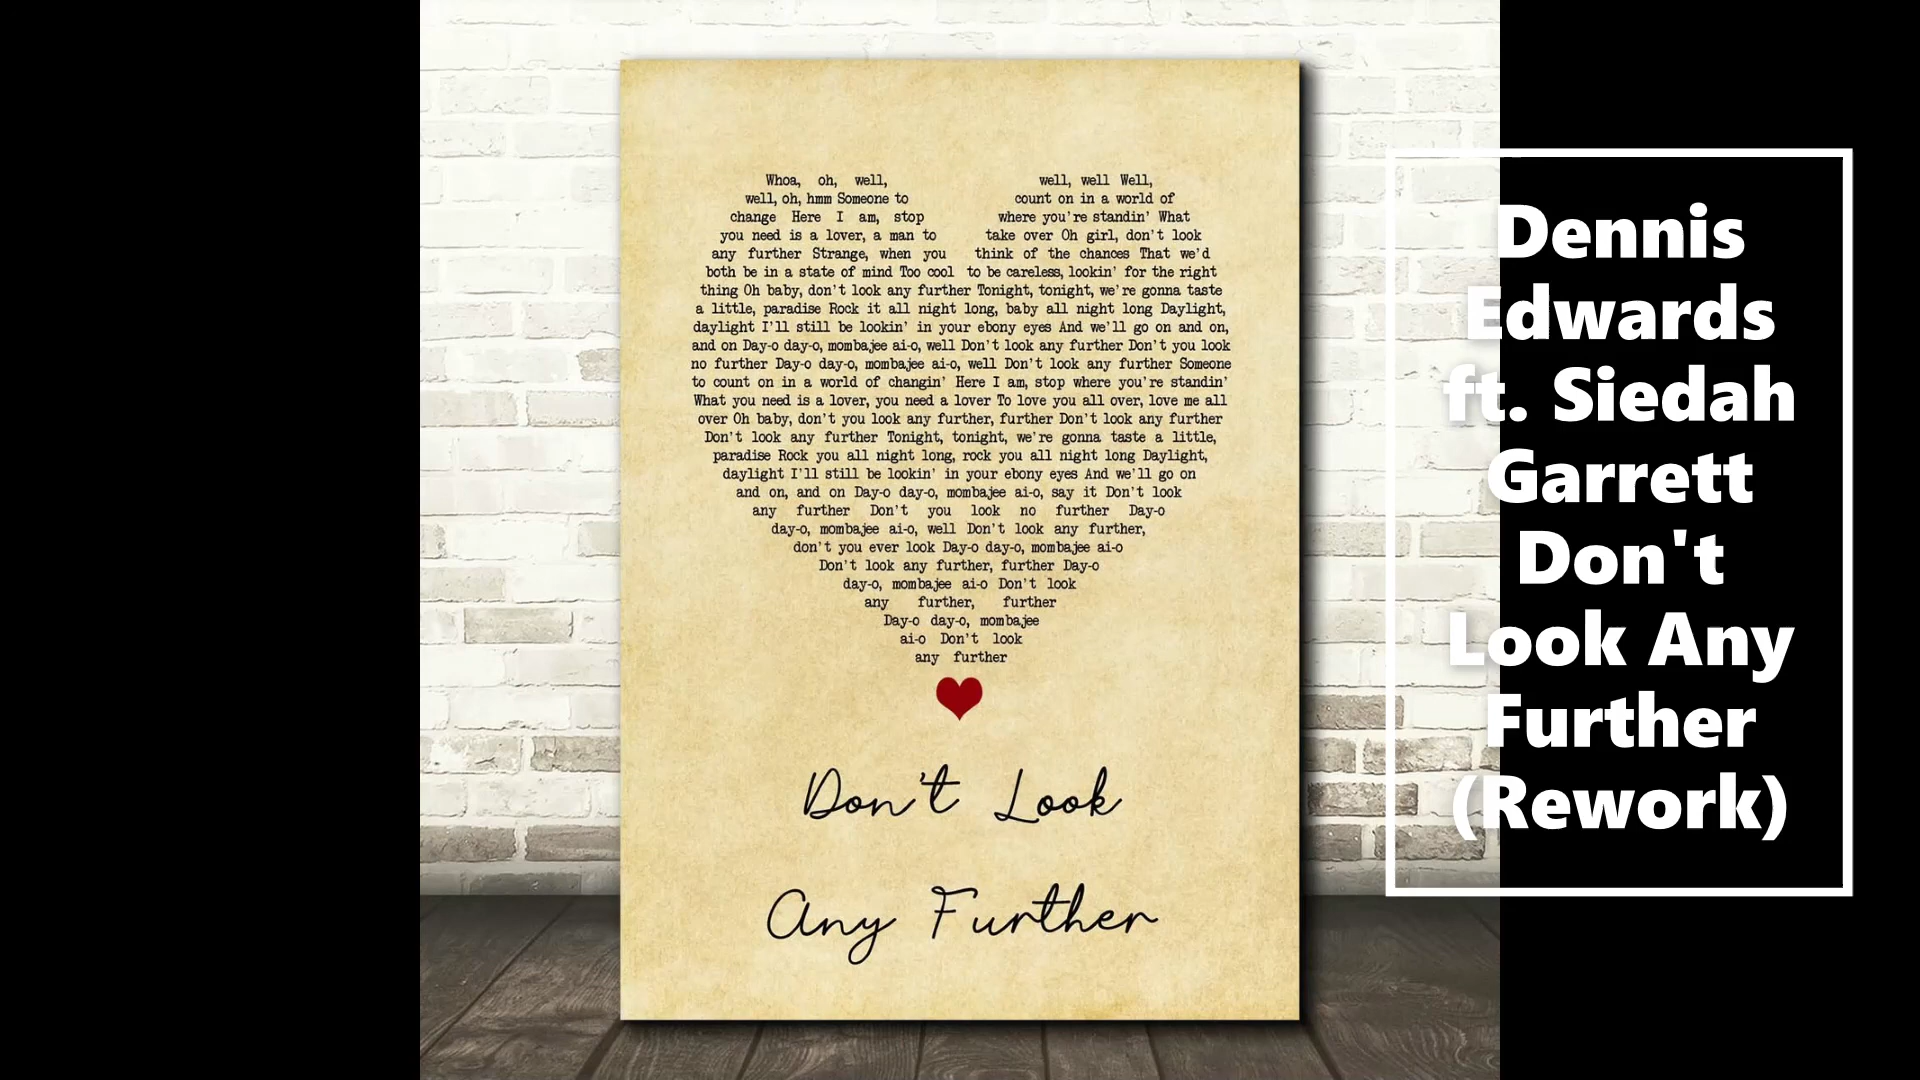 Whoa, oh, well, well, well Well,
well, oh, hmm Someone to count on in a world of
change Here I am, stop where you're standin' What
you need is a lover, a man to take over Oh girl, don't look
any further Strange, when you think of the chances That we'd
both be in a state of mind Too cool to be careless, lookin' for the right
thing Oh baby, don't look any further Tonight, tonight, we're gonna taste
a little, paradise Rock it all night long, baby all night long Daylight,
daylight I'll still be lookin' in your ebony eyes And we'll go on and on,
and on Day-o day-o, mombajee ai-o, well Don't look any further Don't you look
no further Day-o day-o, mombajee ai-o, well Don't look any further Someone
to count on in a world of changin' Here I am, stop where you're standin'
What you need is a lover, you need a lover To love you all over, love me all
over Oh baby, don't you look any further, further Don't look any further
Don't look any further Tonight, tonight, we're gonna taste a little,
paradise Rock you all night long, rock you all night long Daylight,
daylight I'll still be lookin' in your ebony eyes And we'll go on
and on, and on Day-o day-o, mombajee ai-o, say it Don't look
any further Don't you look no further Day-o
day-o, mombajee ai-o, well Don't look any further,
don't you ever look Day-o day-o, mombajee ai-o
Don't look any further, further Day-o
day-o, mombajee ai-o Don't look
any further, further
Day-o day-o, mombajee
ai-o Don't look
any further
Don't Look
Any Further
Dennis
Edwards
ft. Siedah
Garrett
Don't
Look Any
Further
(Rework)